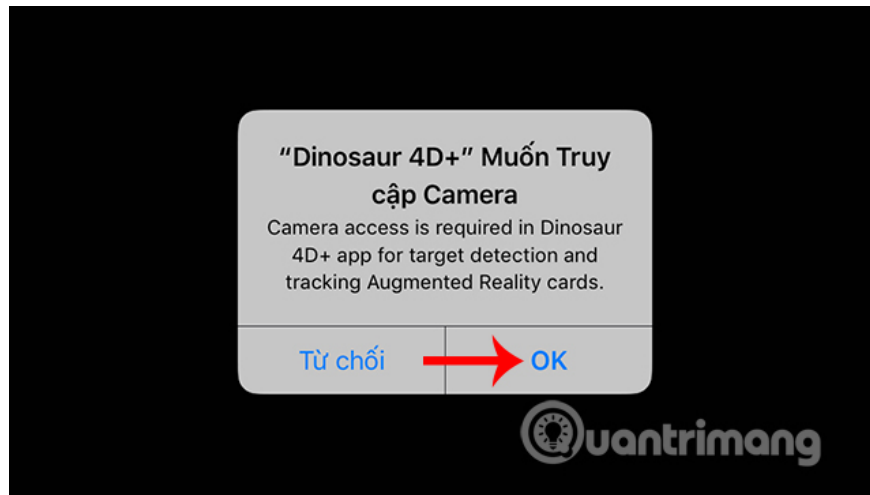 “Dinosaur 4D+” Muốn Truy
cập Camera
Camera access is required in Dinosaur
4D+ app for target detection and
tracking Augmented Reality cards.
Từ chối OK
Quantrimang